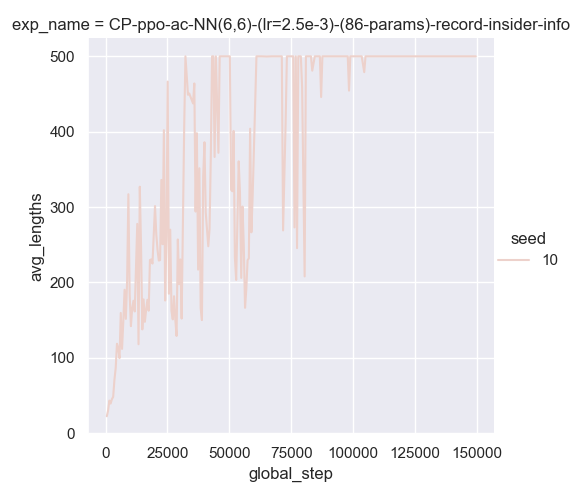 exp_name = CP-ppo-ac-NN(6,6)-(lr=2.5e-3)-(86-params)-record-insider-info
500
400
300
200
100
0
avg_lengths
0 25000 50000 75000 100000 125000 150000
global_step
seed
10